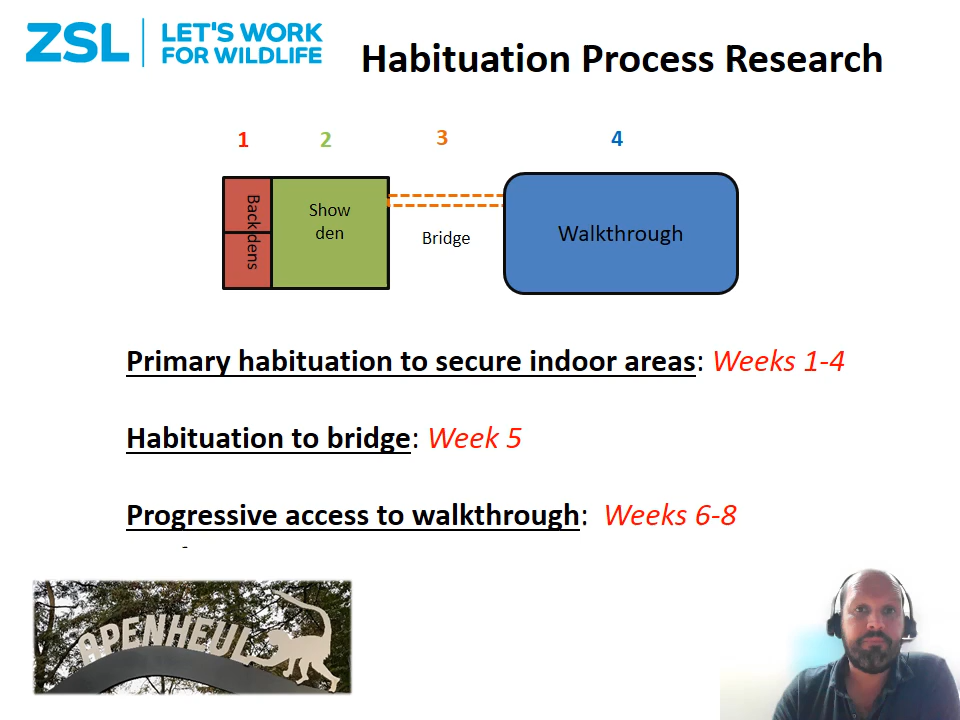 ZSL
LET'S WORK
FOR WILDLIFE
Habituation Process Research
1 2 3 4
Back dens
Show
den
Bridge
Walkthrough
Primary habituation to secure indoor areas: Weeks 1-4
Habituation to bridge: Week 5
Progressive access to walkthrough: Weeks 6-8
APENHEUL